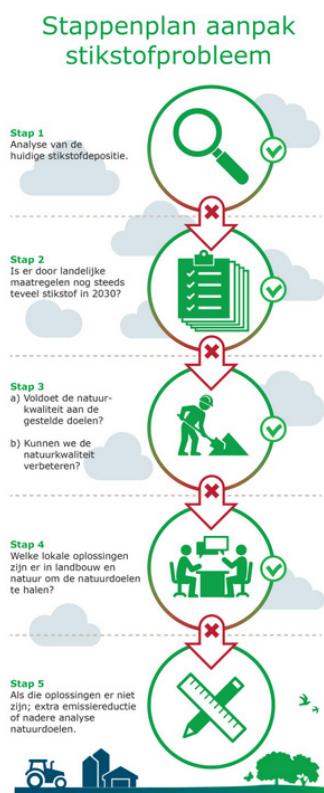 Stappenplan aanpak
stikstofprobleem
Stap 1
Analyse van de
huidige stikstofdepositie.
Stap 2
Is er door landelijke
maatregelen nog steeds
teveel stikstof in 2030?
Stap 3
a) Voldoet de natuur-
kwaliteit aan de
gestelde doelen?
b) Kunnen we de
natuurkwaliteit
verbeteren?
Stap 4
Welke lokale oplossingen
zijn er in landbouw en
natuur om de natuurdoelen
te halen?
Stap 5
Als die oplossingen er niet
zijn; extra emissiereductie
of nadere analyse
natuurdoelen.